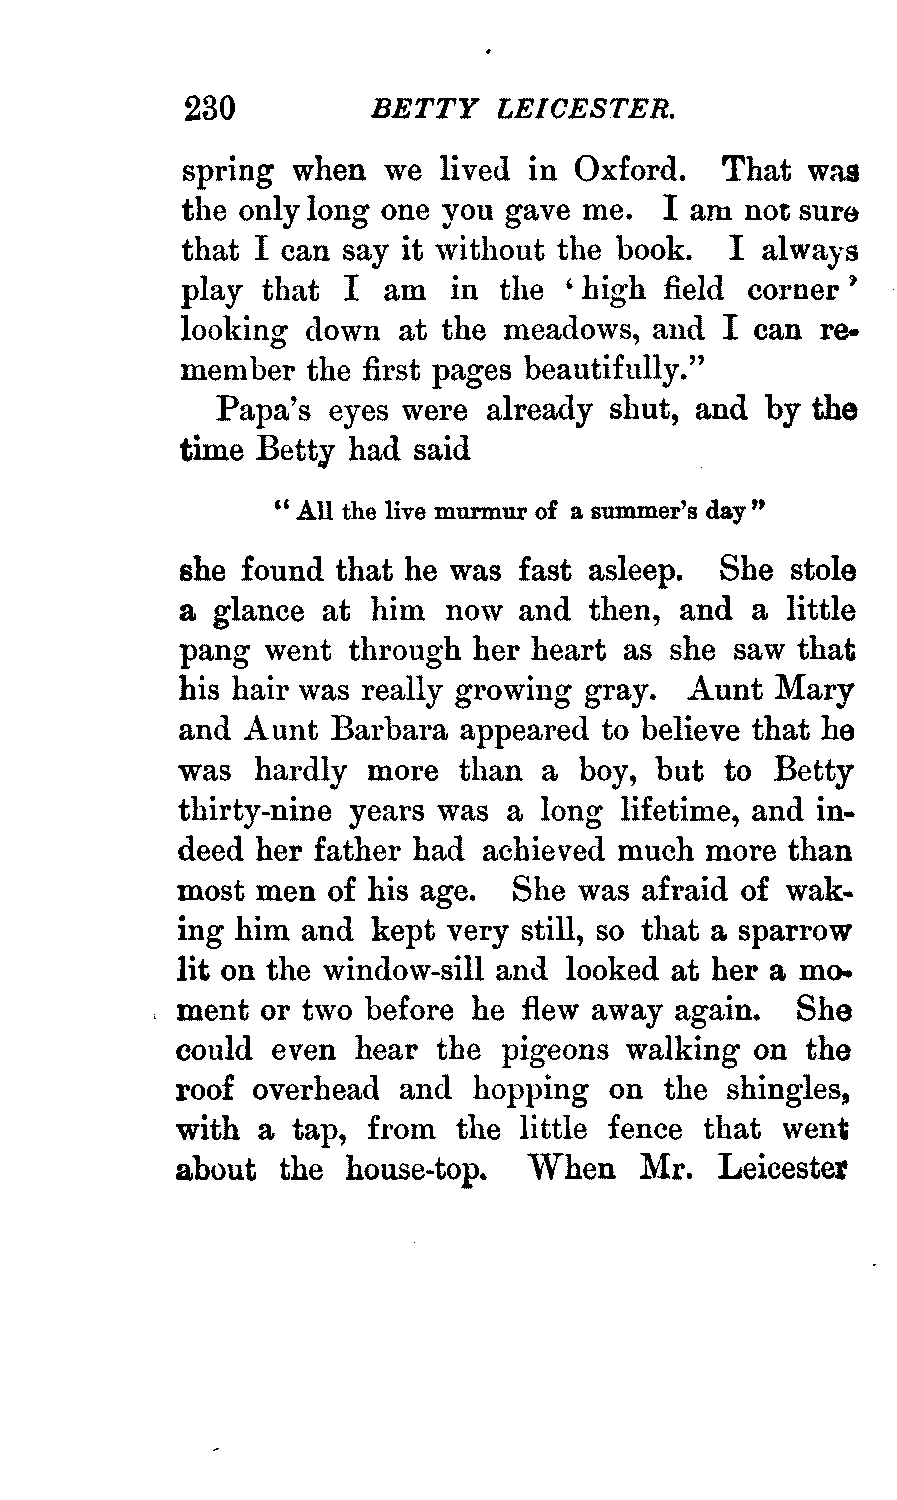 230 BETTY LEICESTER.
spring when we lived in Oxford. That was
the only long one you gave me. I am not sure
that I can say it without the book. I always
play that I am in the ‘high field corner’
looking down at the meadows, and I can re-
member the first pages beautifully.”
Papa’s eyes were already shut, and by the
time Betty had said
“All the live murmur of a summer’s day”
she found that he was fast asleep. She stole
a glance at him now and then, and a little
pang went through her heart as she saw that
his hair was really growing gray. Aunt Mary
and Aunt Barbara appeared to believe that he
was hardly more than a boy, but to Betty
thirty-nine years was a long lifetime, and in-
deed her father had achieved much more than
most men of his age. She was afraid of wak-
ing him and kept very still, so that a sparrow
lit on the window-sill and looked at her a mo-
ment or two before he flew away again. She
could even hear the pigeons walking on the
roof overhead and hopping on the shingles,
with a tap, from the little fence that went
about the house-top. When Mr. Leicester